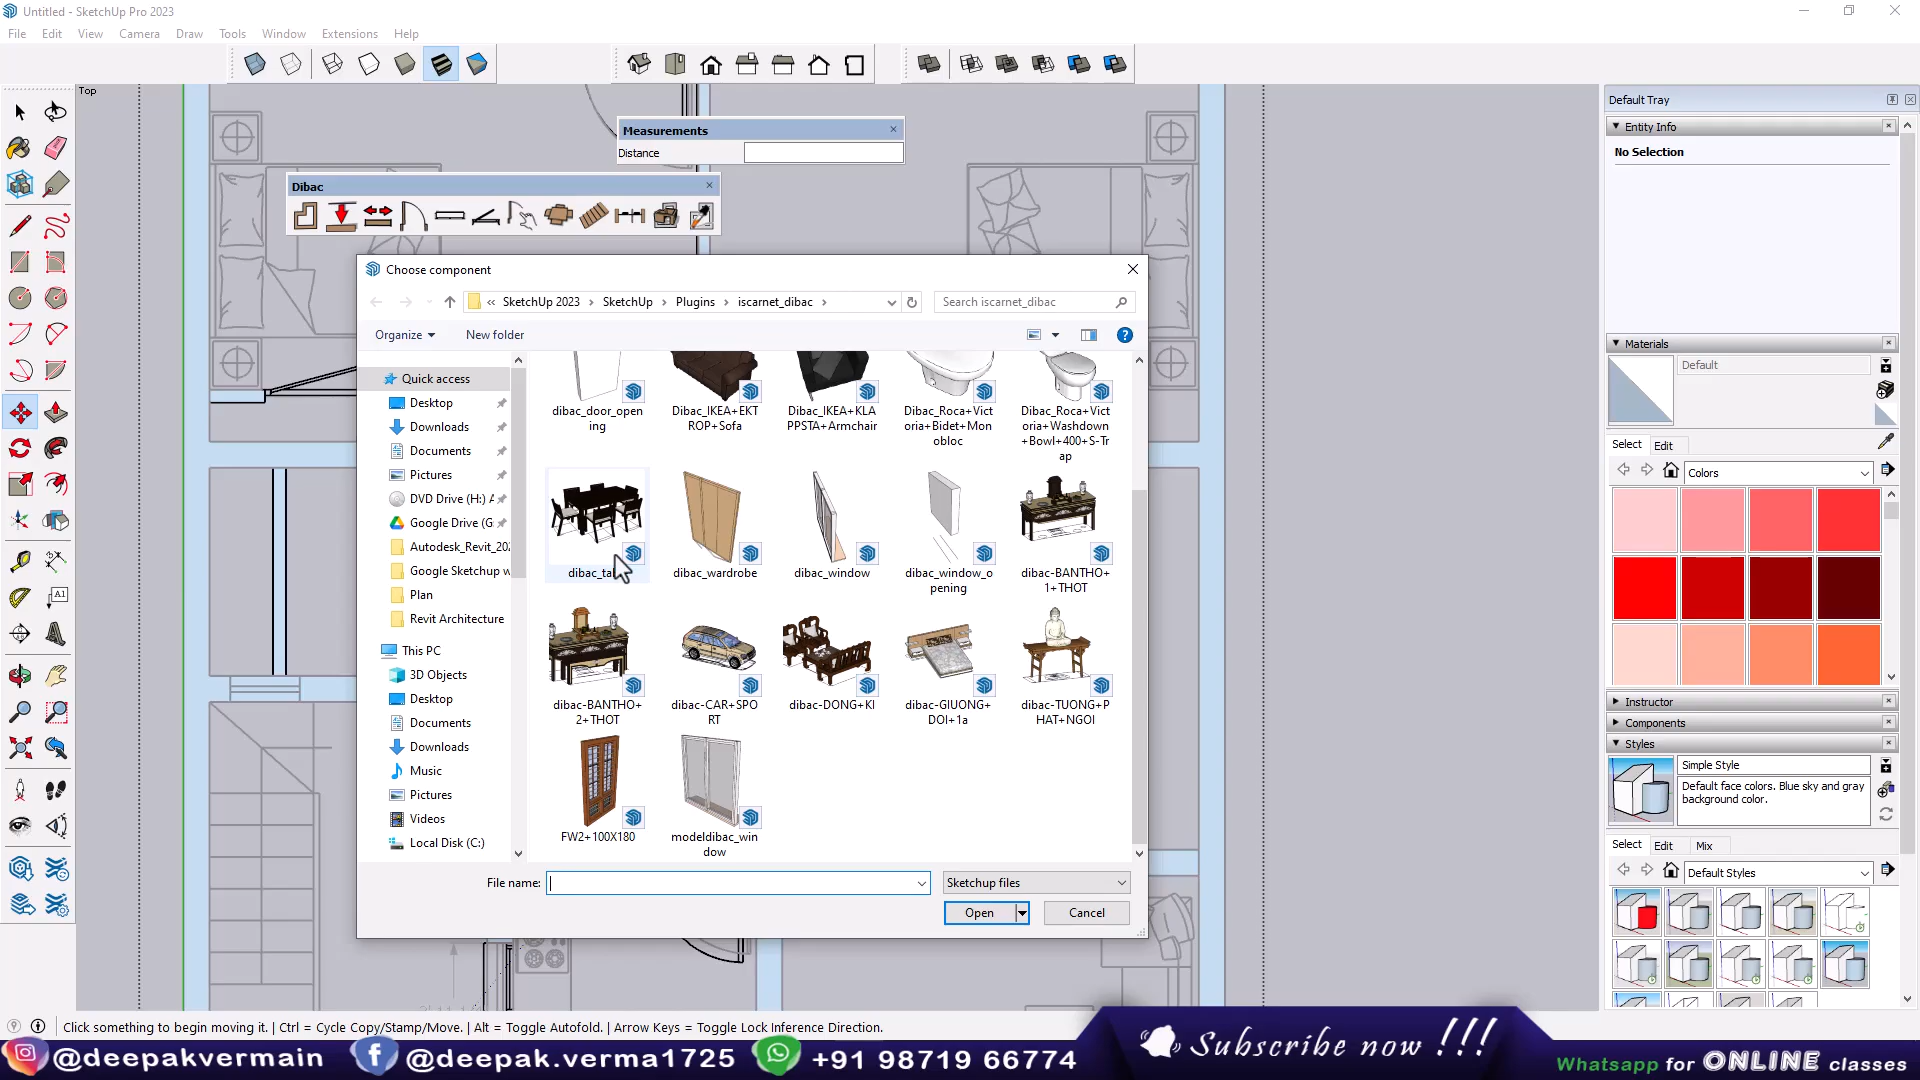 Untitled - SketchUp Pro 2023
File Edit View Camera Draw Tools Window Extensions Help
Top
Measurements
Distance
Dibac
Default Tray
Entity Info
No Selection
Materials
Default
Select Edit
Colors
Instructor
Components
Styles
Simple Style
Default face colors. Blue sky and gray
background color.
Select Edit Mix
Default Styles
Choose component
« SketchUp 2023 › SketchUp › Plugins › iscarnet_dibac ›
Search iscarnet_dibac
Organize New folder
Quick access
Desktop
Downloads
Documents
Pictures
DVD Drive (H:) A
Google Drive (G
Autodesk_Revit_202
Google Sketchup w
Plan
Revit Architecture
This PC
3D Objects
Desktop
Documents
Downloads
Music
Pictures
Videos
Local Disk (C:)
dibac_door_open
ing
Dibac_IKEA+EKT
ROP+Sofa
Dibac_IKEA+KLA
PPSTA+Armchair
Dibac_Roca+Vict
oria+Bidet+Mon
obloc
Dibac_Roca+Vict
oria+Washdown
+Bowl+400+S-Tr
ap
dibac_wardrobe
dibac_window
dibac_window_o
pening
dibac-BANTHO+
1+THOT
dibac-BANTHO+
2+THOT
dibac-CAR+SPO
RT
dibac-DONG+KI
dibac-GIUONG+
DOI+1a
dibac-TUONG+P
HAT+NGOI
FW2+100X180
modeldibac_win
dow
File name:
Sketchup files
Open
Cancel
Click something to begin moving it. | Ctrl = Cycle Copy/Stamp/Move. | Alt = Toggle Autofold. | Arrow Keys = Toggle Lock Inference Direction.
@deepakvermain @deepak.verma1725 +91 98719 66774
Subscribe now !!!
Whatsapp for ONLINE classes